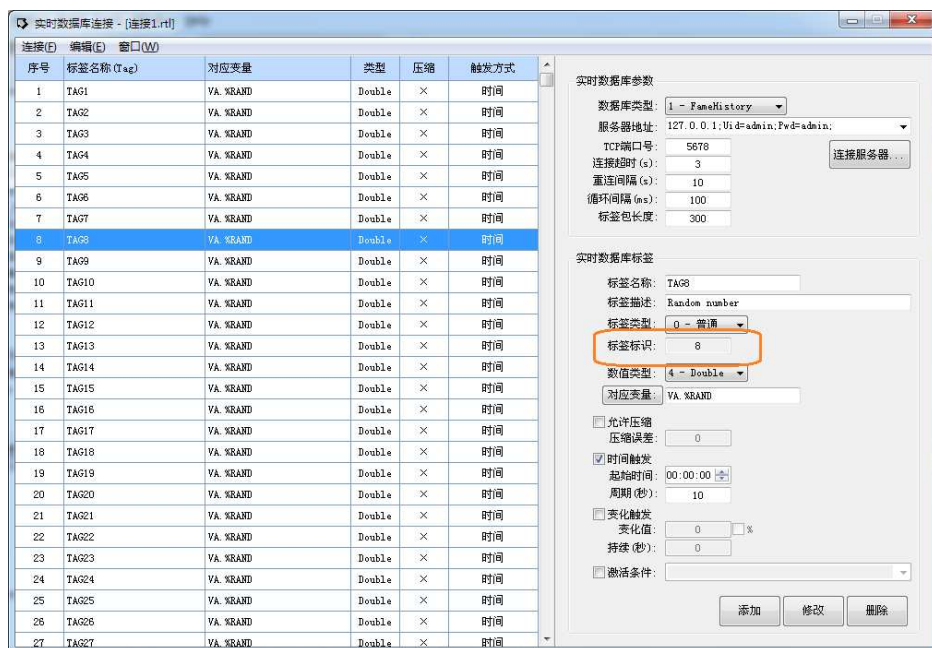 实时数据库连接 - [连接1.rtl]
连接(F) 编辑(E) 窗口(W)
序号 标签名称(Tag) 对应变量 类型 压缩 触发方式
1 TAG1 VA.%RAND Double × 时间
2 TAG2 VA.%RAND Double × 时间
3 TAG3 VA.%RAND Double × 时间
4 TAG4 VA.%RAND Double × 时间
5 TAG5 VA.%RAND Double × 时间
6 TAG6 VA.%RAND Double × 时间
7 TAG7 VA.%RAND Double × 时间
8 TAG8 VA.%RAND Double × 时间
9 TAG9 VA.%RAND Double × 时间
10 TAG10 VA.%RAND Double × 时间
11 TAG11 VA.%RAND Double × 时间
12 TAG12 VA.%RAND Double × 时间
13 TAG13 VA.%RAND Double × 时间
14 TAG14 VA.%RAND Double × 时间
15 TAG15 VA.%RAND Double × 时间
16 TAG16 VA.%RAND Double × 时间
17 TAG17 VA.%RAND Double × 时间
18 TAG18 VA.%RAND Double × 时间
19 TAG19 VA.%RAND Double × 时间
20 TAG20 VA.%RAND Double × 时间
21 TAG21 VA.%RAND Double × 时间
22 TAG22 VA.%RAND Double × 时间
23 TAG23 VA.%RAND Double × 时间
24 TAG24 VA.%RAND Double × 时间
25 TAG25 VA.%RAND Double × 时间
26 TAG26 VA.%RAND Double × 时间
27 TAG27 VA.%RAND Double × 时间
实时数据库参数
数据库类型: 1 - FameHistory
服务器地址: 127.0.0.1;Uid=admin;Pwd=admin;
TCP端口号: 5678 连接服务器...
连接超时(s): 3
重连间隔(s): 10
循环间隔(ms): 100
标签包长度: 300
实时数据库标签
标签名称: TAG8
标签描述: Random number
标签类型: 0 - 普通
标签标识: 8
数值类型: 4 - Double
对应变量: VA.%RAND
允许压缩
压缩误差: 0
时间触发
起始时间: 00:00:00
周期(秒): 10
变化触发
变化值: 0 %
持续(秒): 0
激活条件:
添加 修改 删除